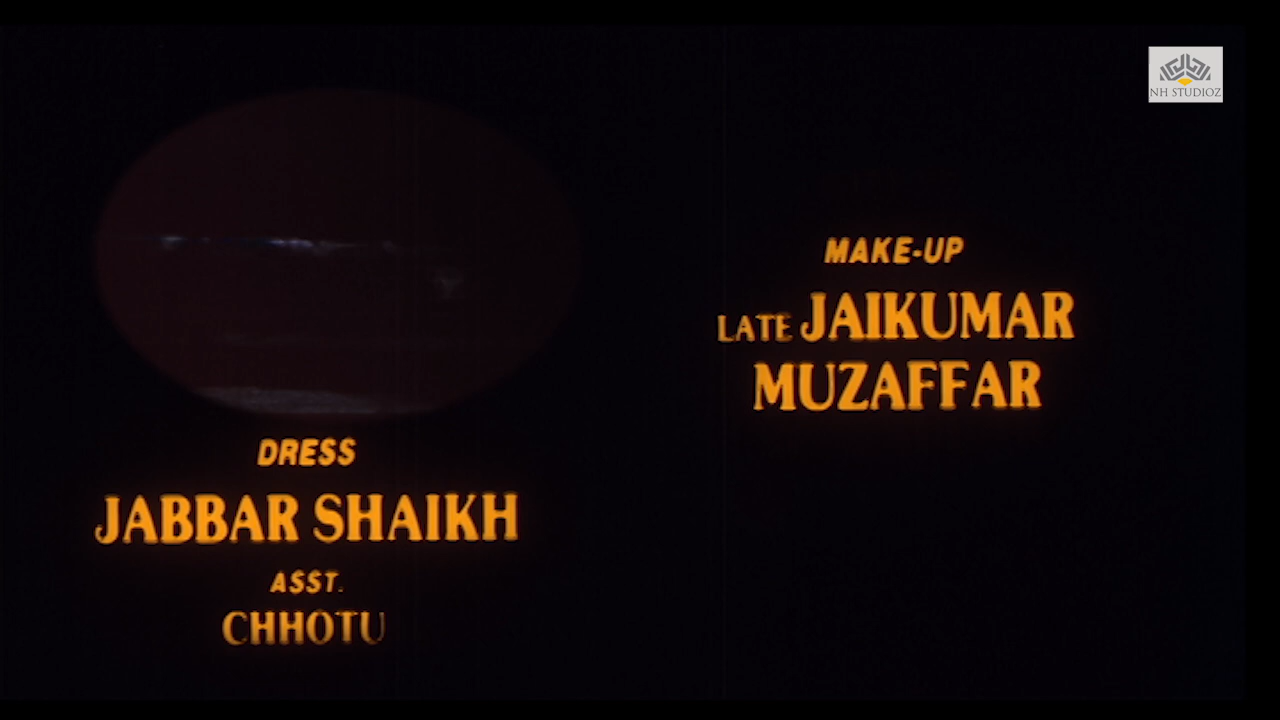 NH STUDIOZ
MAKE-UP
LATE JAIKUMAR
MUZAFFAR
DRESS
JABBAR SHAIKH
ASST.
CHHOTU